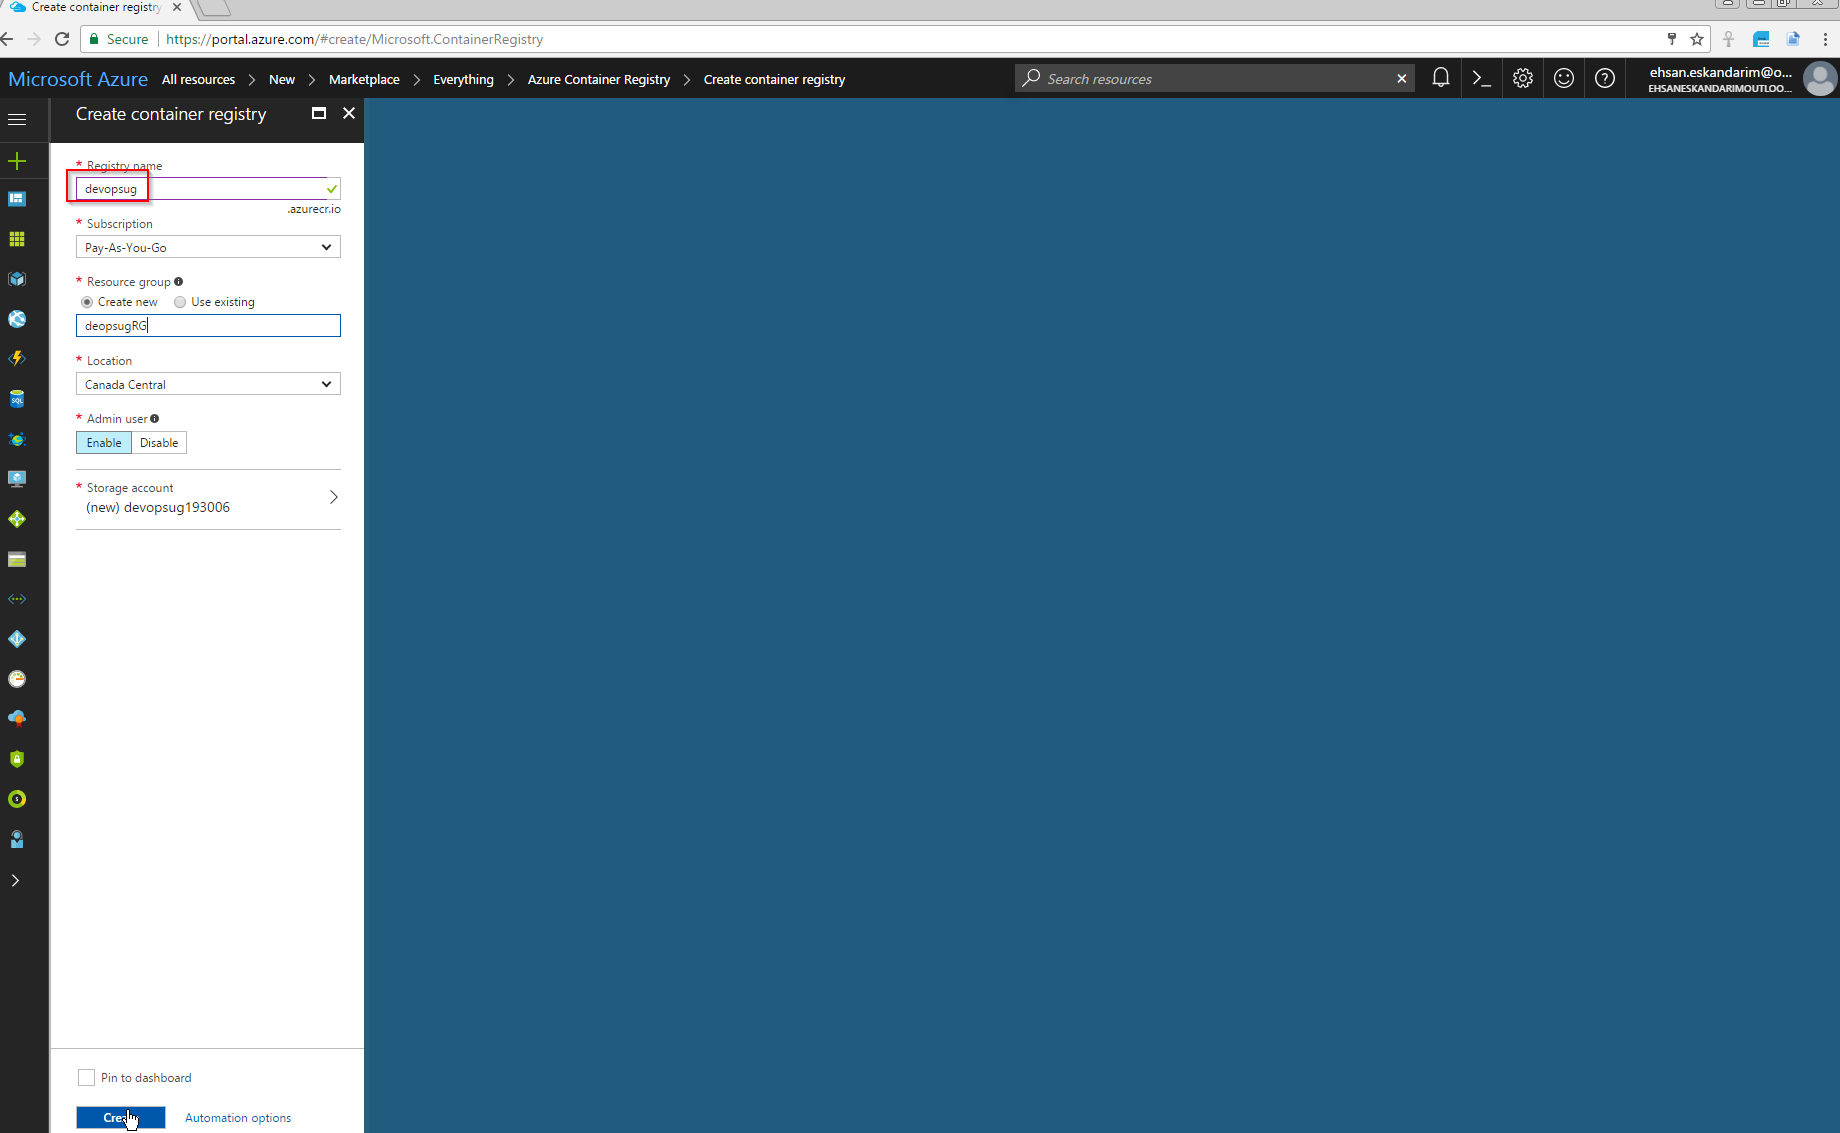 Create container registry
Secure
https://portal.azure.com/#create/Microsoft.ContainerRegistry
Microsoft Azure All resources New Marketplace Everything Azure Container Registry Create container registry
Search resources
ehsan.eskandarim@o...
EHSANESKANDARIMOUTLOO...
Create container registry
* Registry name
devopsug
.azurecr.io
* Subscription
Pay-As-You-Go
* Resource group
Create new Use existing
deopsugRG
* Location
Canada Central
* Admin user
Enable Disable
* Storage account
(new) devopsug193006
Pin to dashboard
Automation options